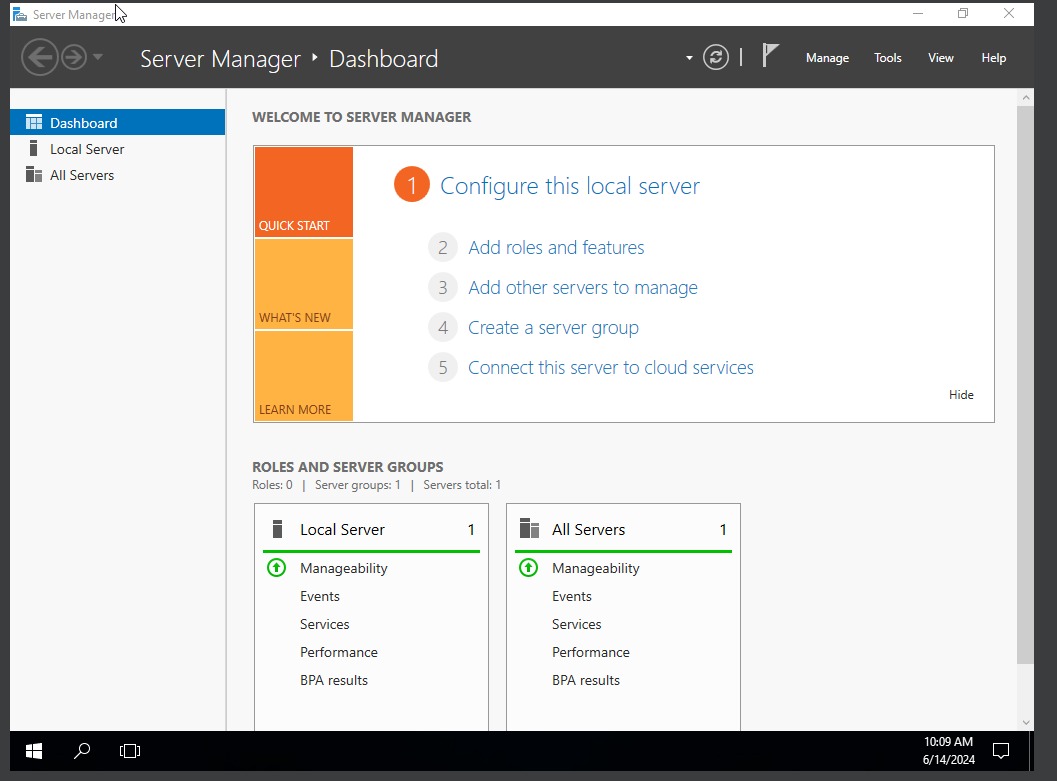 Server Manager
Server Manager ‣ Dashboard
Manage Tools View Help
Dashboard
Local Server
All Servers
WELCOME TO SERVER MANAGER
QUICK START
WHAT'S NEW
LEARN MORE
1 Configure this local server
2 Add roles and features
3 Add other servers to manage
4 Create a server group
5 Connect this server to cloud services
Hide
ROLES AND SERVER GROUPS
Roles: 0 | Server groups: 1 | Servers total: 1
Local Server 1
Manageability
Events
Services
Performance
BPA results
All Servers 1
Manageability
Events
Services
Performance
BPA results
10:09 AM
6/14/2024